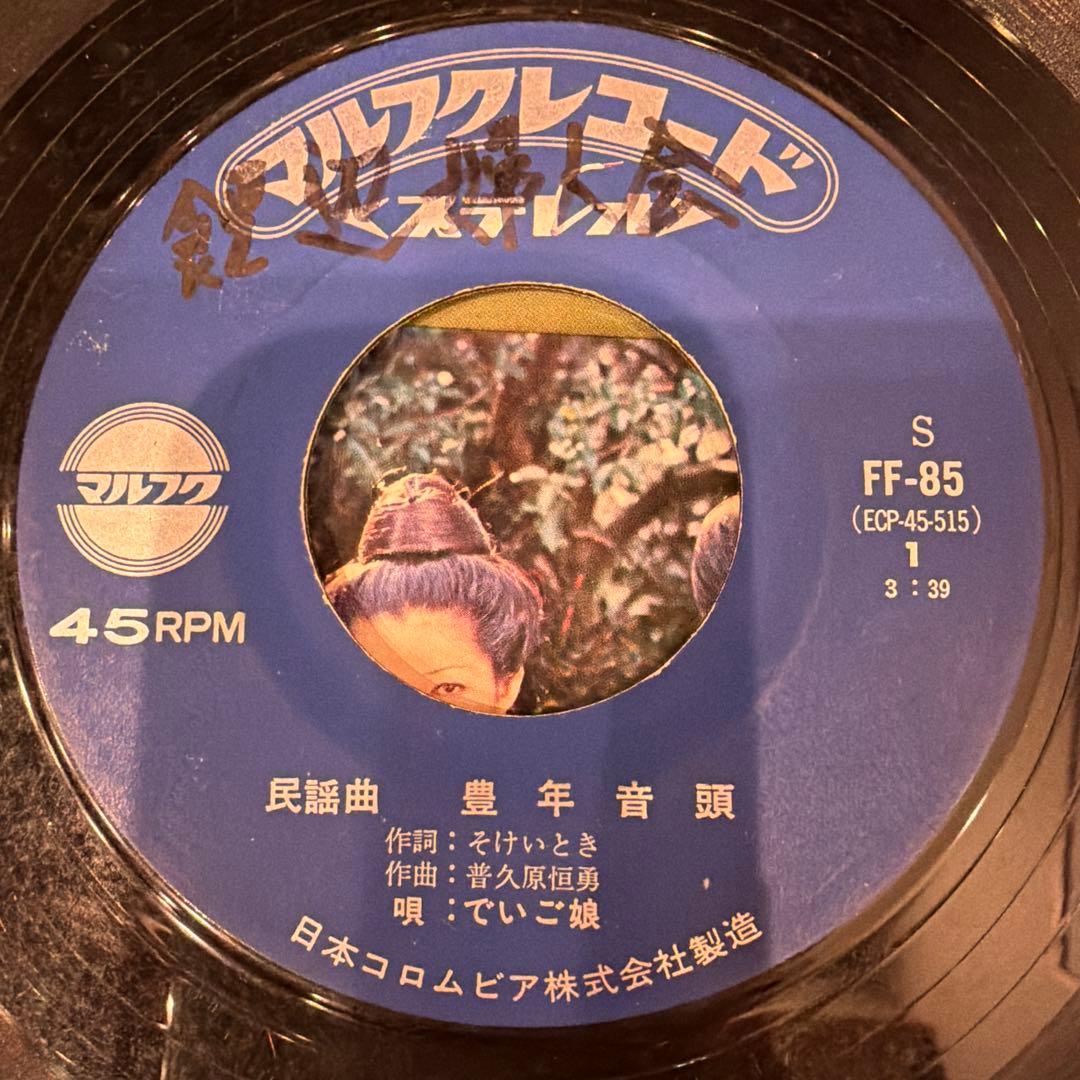 マルフクレコード
ステレオ
マルフク
45RPM
S
FF-85
(ECP-45-515)
1
3:39
民謡曲 豊年音頭
作詞:そけいとき
作曲:普久原恒勇
唄:でいご娘
日本コロムビア株式会社製造